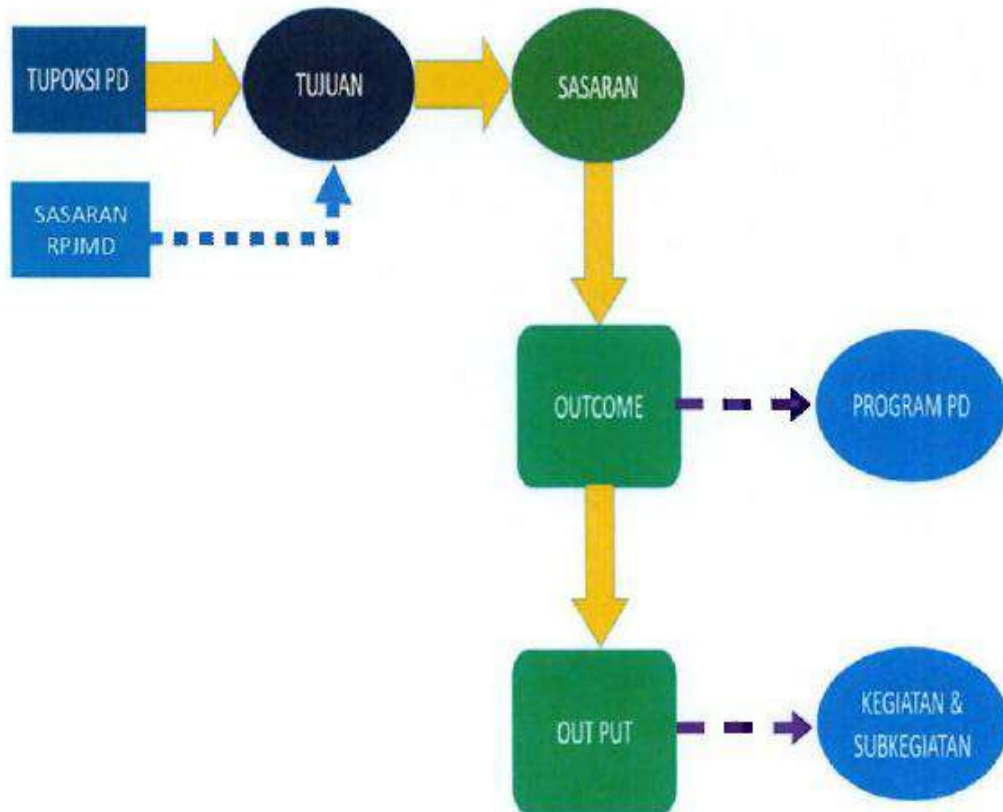 TUPOKSI PD
TUJUAN
SASARAN
SASARAN
RPJMD
OUTCOME
PROGRAM PD
OUT PUT
KEGIATAN &
SUBKEGIATAN